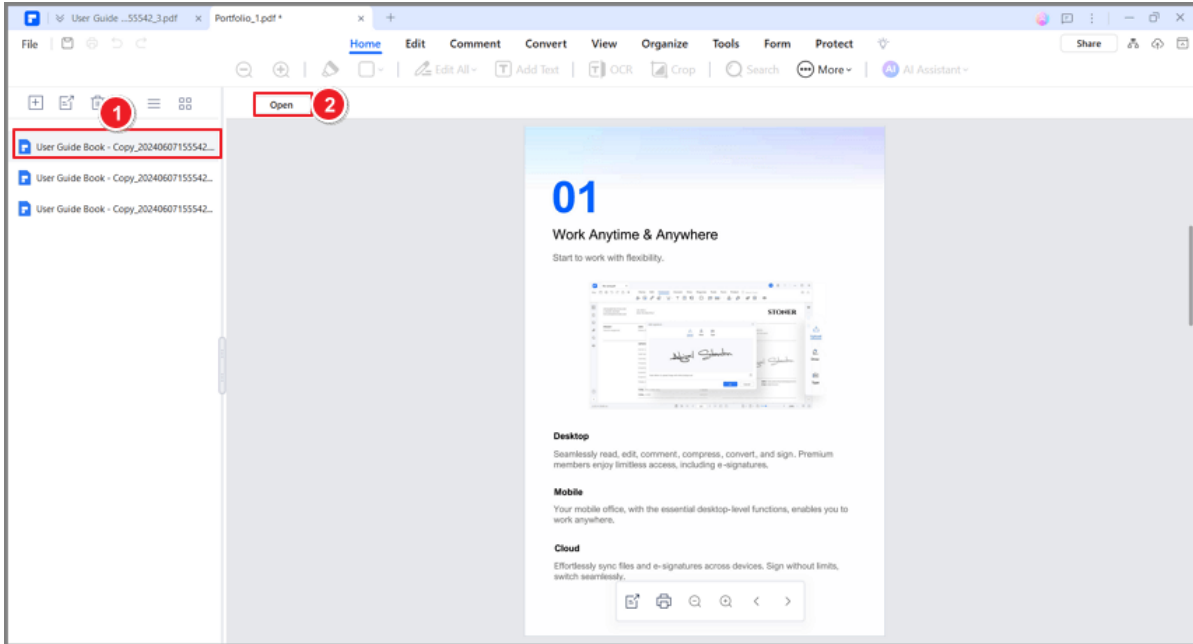 User Guide ...55542_3.pdf
Portfolio_1.pdf *
File
Home Edit Comment Convert View Organize Tools Form Protect
Share
Edit All
Add Text
OCR
Crop
Search
More
AI Assistant
1
Open
2
User Guide Book - Copy_20240607155542...
User Guide Book - Copy_20240607155542...
User Guide Book - Copy_20240607155542...
01
Work Anytime & Anywhere
Start to work with flexibility.
STONER
Desktop
Seamlessly read, edit, comment, compress, convert, and sign. Premium
members enjoy limitless access, including e-signatures.
Mobile
Your mobile office, with the essential desktop-level functions, enables you to
work anywhere.
Cloud
Effortlessly sync files and e-signatures across devices. Sign without limits,
switch seamlessly.